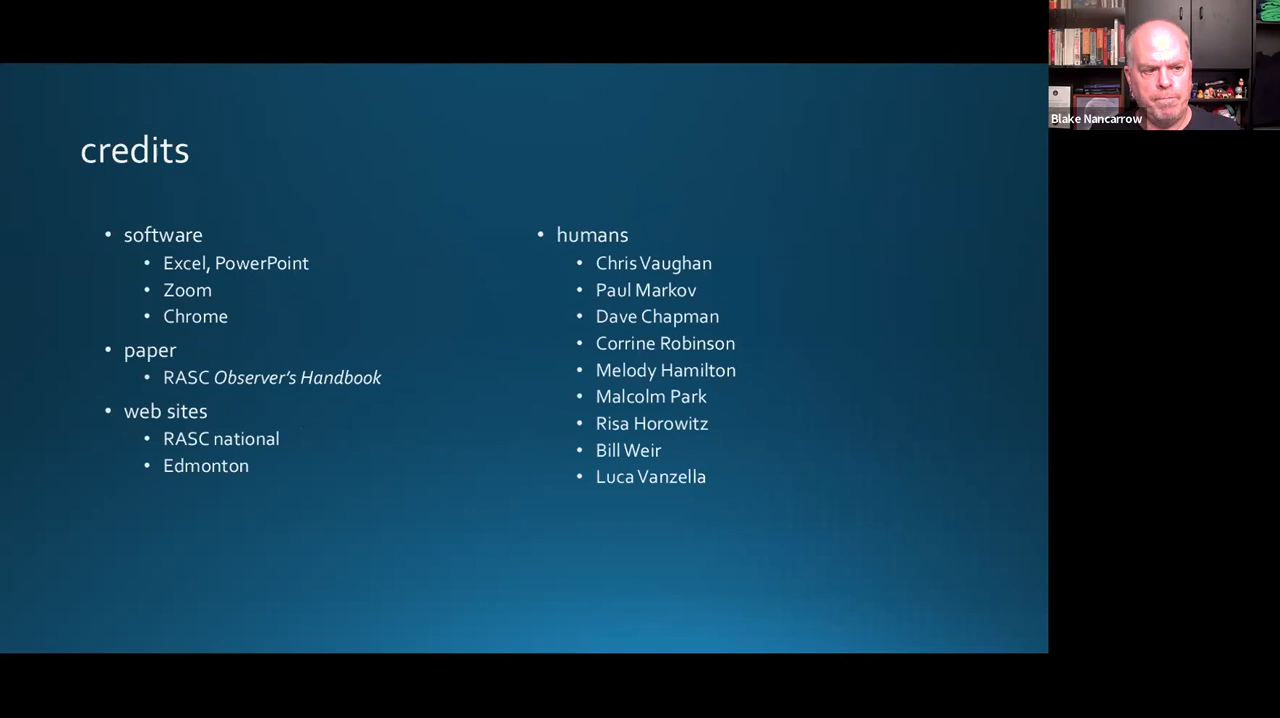 credits
software
Excel, PowerPoint
Zoom
Chrome
paper
RASC Observer's Handbook
web sites
RASC national
Edmonton
humans
Chris Vaughan
Paul Markov
Dave Chapman
Corrine Robinson
Melody Hamilton
Malcolm Park
Risa Horowitz
Bill Weir
Luca Vanzella
Blake Nancarrow